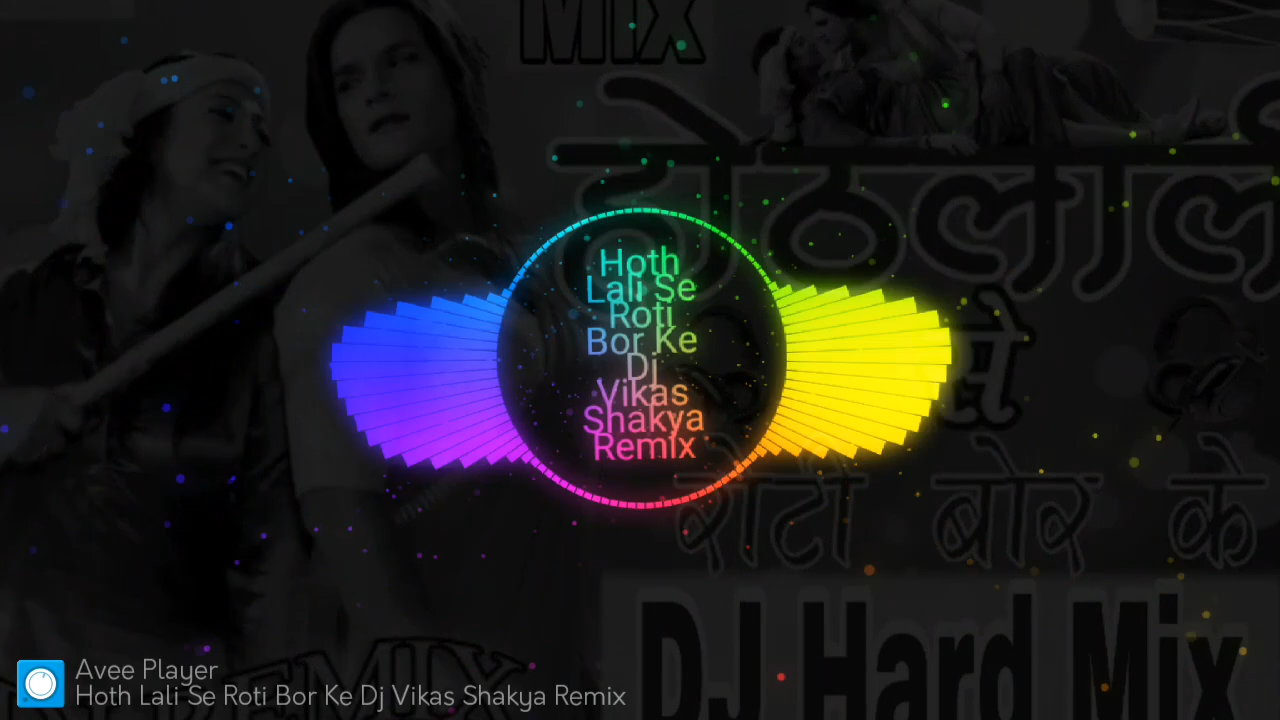 MIX
होठलाली
से
Hoth
Lali Se
Roti
Bor Ke
Dj
Vikas
Shakya
Remix
रोटी बोर के
DJ Hard Mix
REMIX
Avee Player
Hoth Lali Se Roti Bor Ke Dj Vikas Shakya Remix